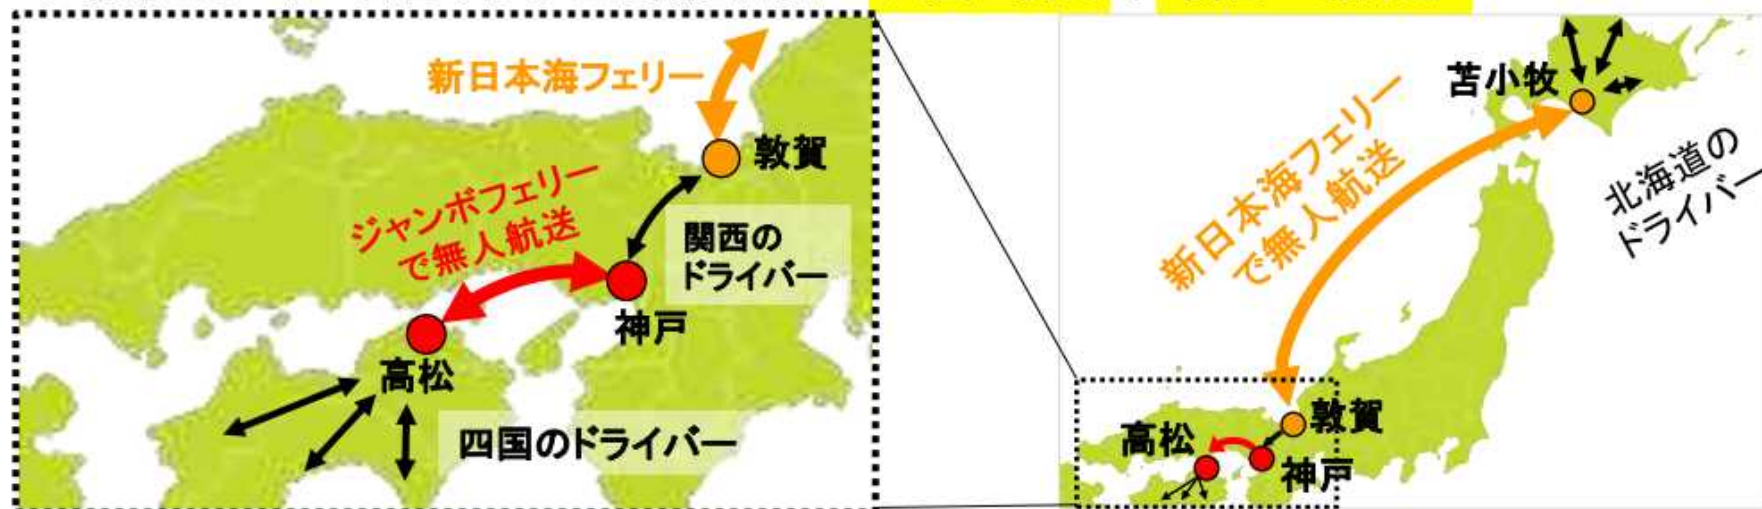 新日本海フェリー
敦賀
ジャンボフェリー
で無人航送
関西の
ドライバー
神戸
高松
四国のドライバー
苫小牧
北海道の
ドライバー
新日本海フェリー
で無人航送
敦賀
高松
神戸